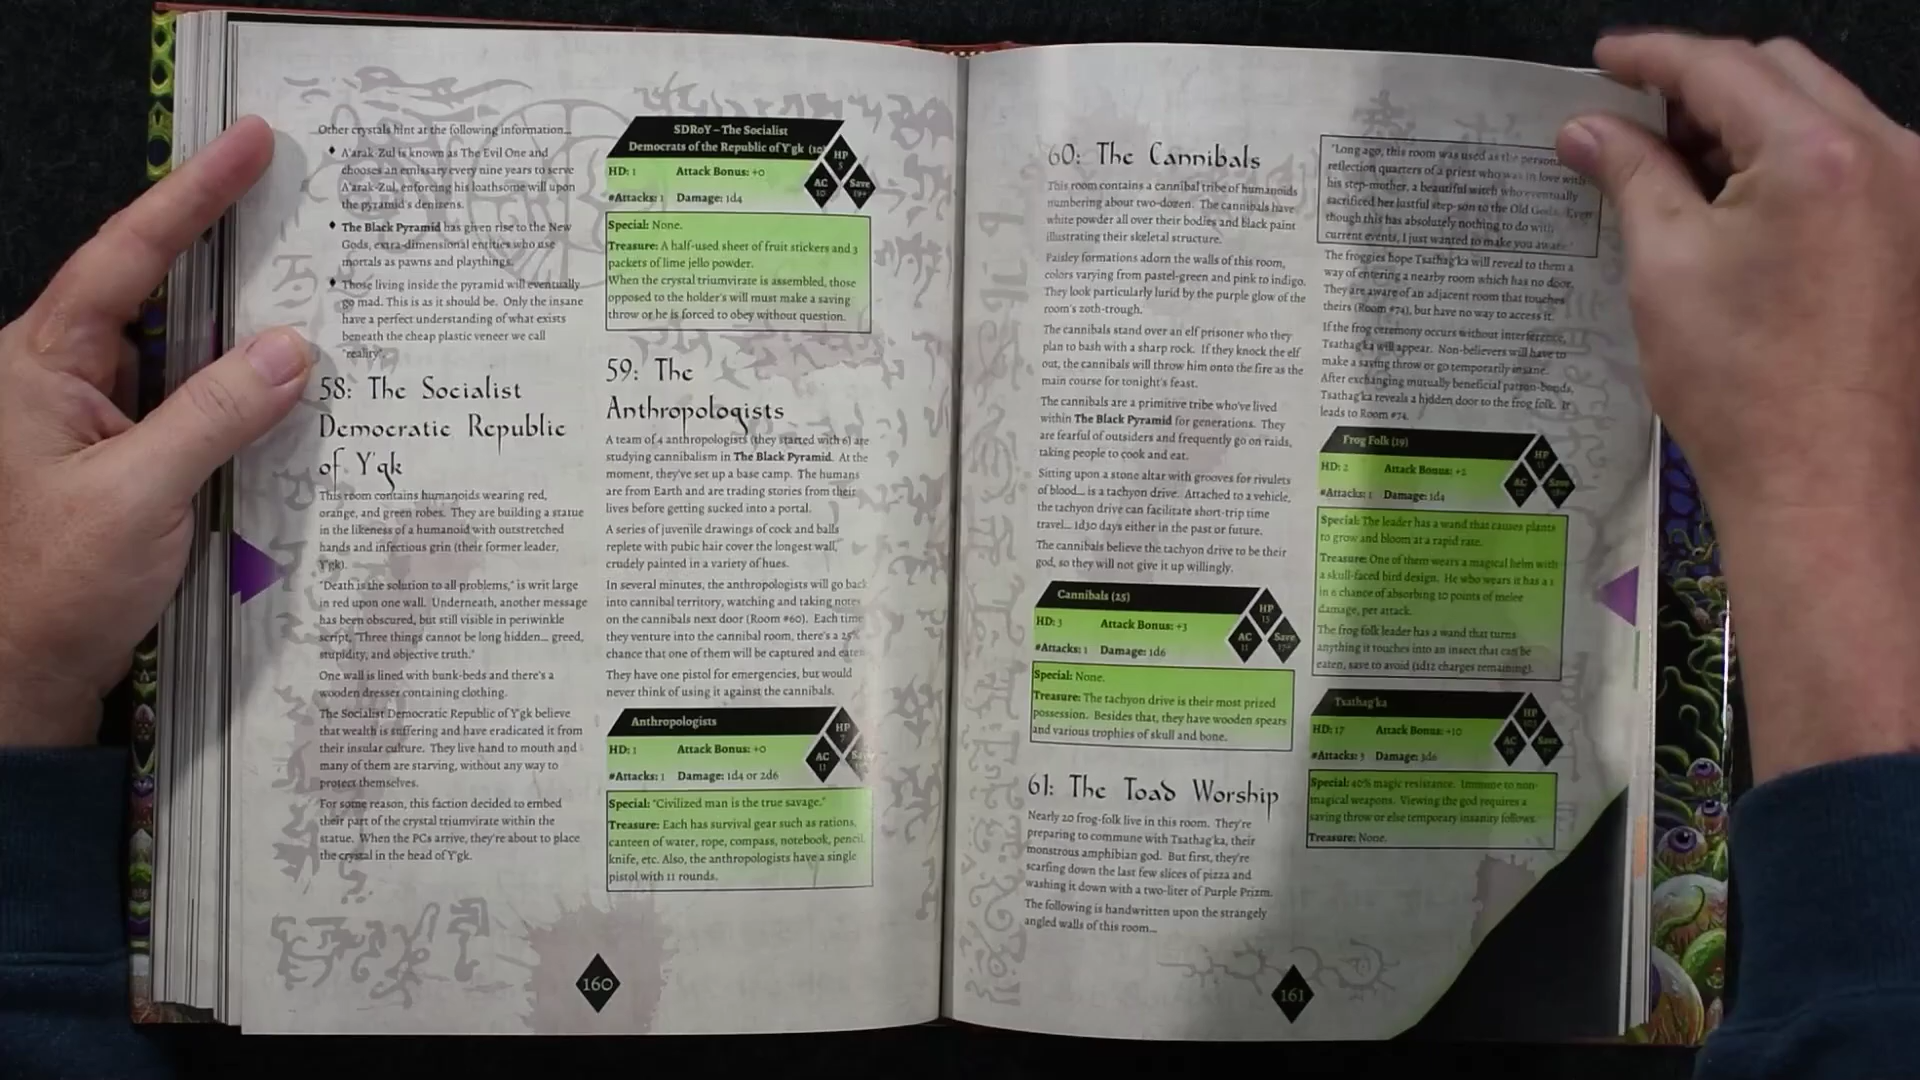 Other crystals hint at the following information...
A'arak-Zul is known as The Evil One and
chooses an emissary every nine years to serve
A'arak-Zul, enforcing his loathsome will upon
the pyramid's denizens.
The Black Pyramid has given rise to the New
Gods, extra-dimensional entities who use
mortals as pawns and playthings.
Those living inside the pyramid will eventually
go mad. This is as it should be. Only the insane
have a perfect understanding of what exists
beneath the cheap plastic veneer we call
"reality".
58: The Socialist
Democratic Republic
of Y'gk
This room contains humanoids wearing red,
orange, and green robes. They are building a statue
in the likeness of a humanoid with outstretched
hands and infectious grin (their former leader,
Y'gk).
"Death is the solution to all problems," is writ large
in red upon one wall. Underneath, another message
has been obscured, but still visible in periwinkle
script, "Three things cannot be long hidden... greed,
stupidity, and objective truth."
One wall is lined with bunk-beds and there's a
wooden dresser containing clothing.
The Socialist Democratic Republic of Y'gk believe
that wealth is suffering and have eradicated it from
their insular culture. They live hand to mouth and
many of them are starving, without any way to
protect themselves.
For some reason, this faction decided to embed
their part of the crystal triumvirate within the
statue. When the PCs arrive, they're about to place
the crystal in the head of Y'gk.
SDRoY – The Socialist
Democrats of the Republic of Y'gk
HP
5
HD: 1 Attack Bonus: +0
AC
10
Save
19+
#Attacks: 1 Damage: 1d4
Special: None.
Treasure: A half-used sheet of fruit stickers and 3
packets of lime jello powder.
When the crystal triumvirate is assembled, those
opposed to the holder's will must make a saving
throw or he is forced to obey without question.
59: The
Anthropologists
A team of 4 anthropologists (they started with 6) are
studying cannibalism in The Black Pyramid. At the
moment, they've set up a base camp. The humans
are from Earth and are trading stories from their
lives before getting sucked into a portal.
A series of juvenile drawings of cock and balls
replete with pubic hair cover the longest wall,
crudely painted in a variety of hues.
In several minutes, the anthropologists will go back
into cannibal territory, watching and taking notes
on the cannibals next door (Room #60). Each time
they venture into the cannibal room, there's a 25%
chance that one of them will be captured and eaten.
They have one pistol for emergencies, but would
never think of using it against the cannibals.
Anthropologists
HP
7
HD: 1 Attack Bonus: +0
AC
11
Save
#Attacks: 1 Damage: 1d4 or 2d6
Special: "Civilized man is the true savage."
Treasure: Each has survival gear such as rations,
canteen of water, rope, compass, notebook, pencil,
knife, etc. Also, the anthropologists have a single
pistol with 11 rounds.
160
60: The Cannibals
This room contains a cannibal tribe of humanoids
numbering about two-dozen. The cannibals have
white powder all over their bodies and black paint
illustrating their skeletal structure.
Paisley formations adorn the walls of this room,
colors varying from pastel-green and pink to indigo.
They look particularly lurid by the purple glow of the
room's zoth-trough.
The cannibals stand over an elf prisoner who they
plan to bash with a sharp rock. If they knock the elf
out, the cannibals will throw him onto the fire as the
main course for tonight's feast.
The cannibals are a primitive tribe who've lived
within The Black Pyramid for generations. They
are fearful of outsiders and frequently go on raids,
taking people to cook and eat.
Sitting upon a stone altar with grooves for rivulets
of blood... is a tachyon drive. Attached to a vehicle,
the tachyon drive can facilitate short-trip time
travel... 1d30 days either in the past or future.
The cannibals believe the tachyon drive to be their
god, so they will not give it up willingly.
Cannibals (25)
HP
15
HD: 3 Attack Bonus: +3
AC
11
Save
17+
#Attacks: 1 Damage: 1d6
Special: None.
Treasure: The tachyon drive is their most prized
possession. Besides that, they have wooden spears
and various trophies of skull and bone.
61: The Toad Worship
Nearly 20 frog-folk live in this room. They're
preparing to commune with Tsathag'ka, their
monstrous amphibian god. But first, they're
scarfing down the last few slices of pizza and
washing it down with a two-liter of Purple Prizm.
The following is handwritten upon the strangely
angled walls of this room...
"Long ago, this room was used as the
reflection quarters of a priest who was in love with
his step-mother, a beautiful witch who eventually
sacrificed her lustful step-son to the Old Gods. Even
though this has absolutely nothing to do with
current events, I just wanted to make you aware."
The froggies hope Tsathag'ka will reveal to them a
way of entering a nearby room which has no door.
They are aware of an adjacent room that touches
theirs (Room #74), but have no way to access it.
If the frog ceremony occurs without interference,
Tsathag'ka will appear. Non-believers will have to
make a saving throw or go temporarily insane.
After exchanging mutually beneficial patron-bonds,
Tsathag'ka reveals a hidden door to the frog folk. It
leads to Room #74.
Frog Folk (19)
HP
HD: 2 Attack Bonus: +2
AC
Save
#Attacks: 1 Damage: 1d4
Special: The leader has a wand that causes plants
to grow and bloom at a rapid rate.
Treasure: One of them wears a magical helm with
a skull-faced bird design. He who wears it has a 1
in 6 chance of absorbing 10 points of melee
damage, per attack.
The frog folk leader has a wand that turns
anything it touches into an insect that can be
eaten, save to avoid (1d12 charges remaining).
Tsathag'ka
HP
HD: 17 Attack Bonus: +10
AC
Save
#Attacks: 3 Damage: 3d6
Special: 40% magic resistance. Immune to non-
magical weapons. Viewing the god requires a
saving throw or else temporary insanity follows.
Treasure: None.
161